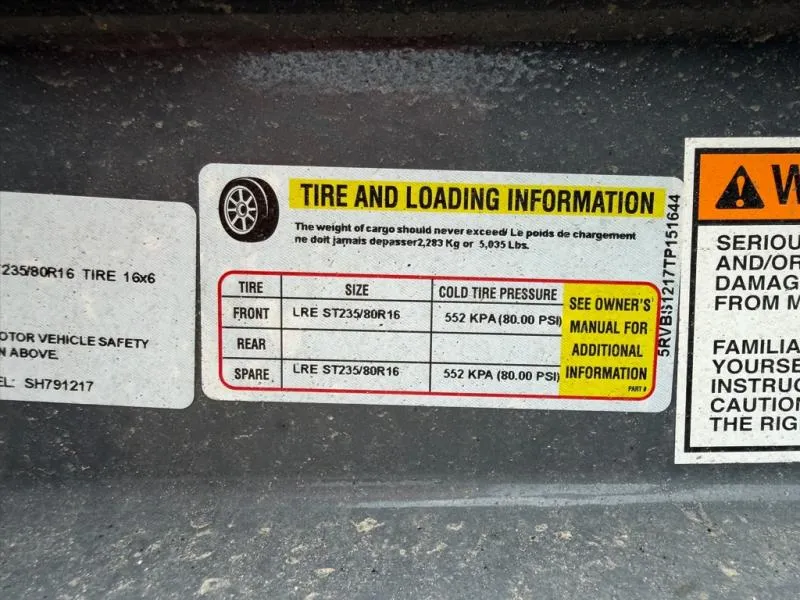 235/80R16 TIRE 16x6
OTOR VEHICLE SAFETY
N ABOVE.
EL: SH791217
TIRE AND LOADING INFORMATION
The weight of cargo should never exceed/ Le poids de chargement
ne doit jamais depasser2,283 Kg or 5,035 Lbs.
TIRE SIZE COLD TIRE PRESSURE
FRONT LRE ST235/80R16 552 KPA (80.00 PSI)
REAR
SPARE LRE ST235/80R16 552 KPA (80.00 PSI)
SEE OWNER'S
MANUAL FOR
ADDITIONAL
INFORMATION
PART #
5RVBS1217TP151644
W
SERIOU
AND/OR
DAMAG
FROM M
FAMILIA
YOURSE
INSTRUC
CAUTION
THE RIG